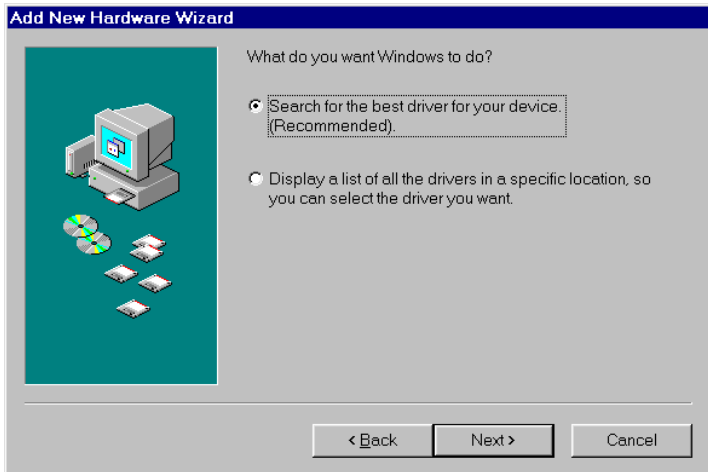 Add New Hardware Wizard
What do you want Windows to do?
Search for the best driver for your device.
(Recommended).
Display a list of all the drivers in a specific location, so
you can select the driver you want.
< Back
Next >
Cancel